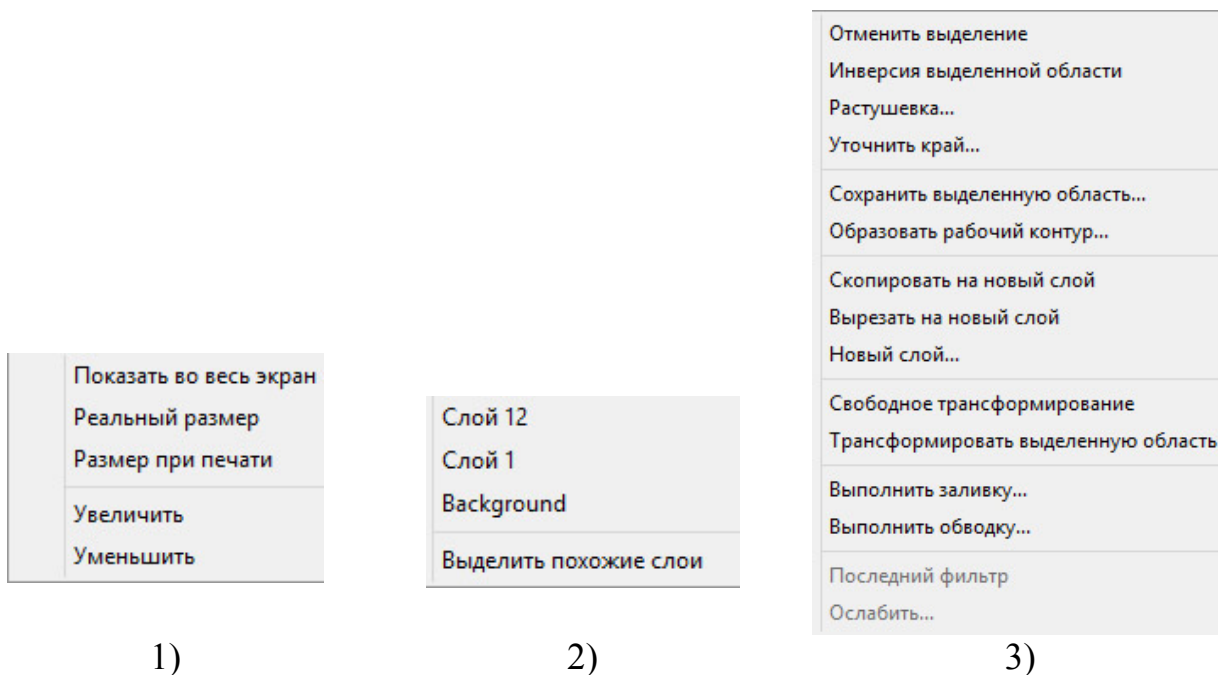 Показать во весь экран
Реальный размер
Размер при печати
Увеличить
Уменьшить
1)
Слой 12
Слой 1
Background
Выделить похожие слои
2)
Отменить выделение
Инверсия выделенной области
Растушевка...
Уточнить край...
Сохранить выделенную область...
Образовать рабочий контур...
Скопировать на новый слой
Вырезать на новый слой
Новый слой...
Свободное трансформирование
Трансформировать выделенную область
Выполнить заливку...
Выполнить обводку...
Последний фильтр
Ослабить...
3)